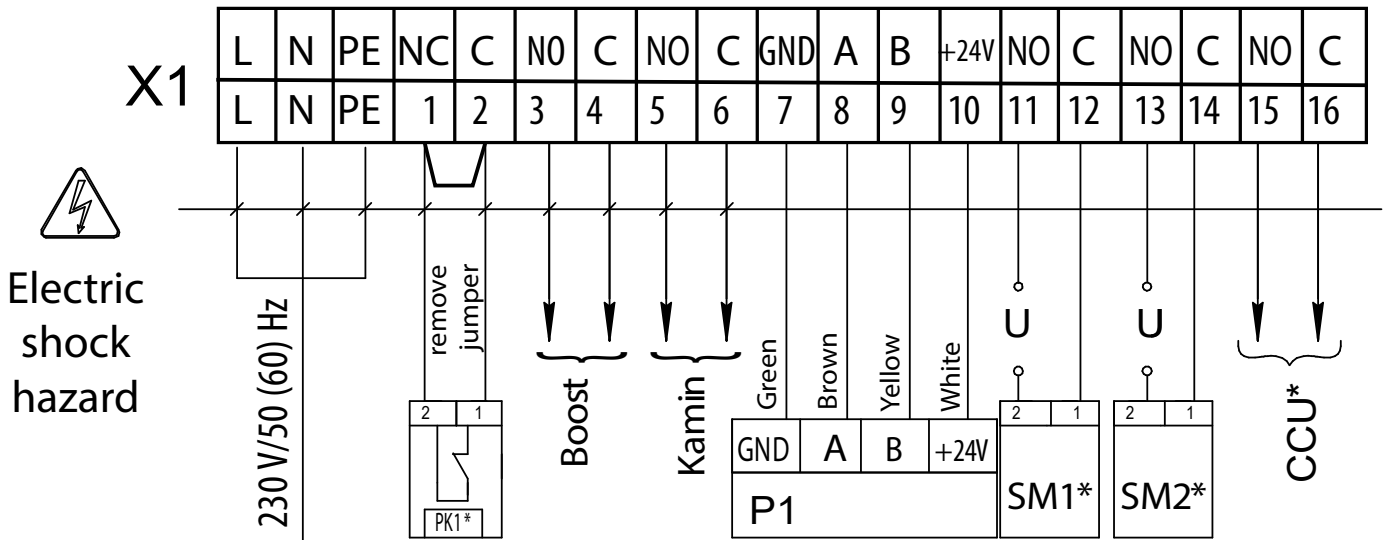 L N PE NC C NO C NO C GND A B +24V NO C NO C NO C
X1
L N PE 1 2 3 4 5 6 7 8 9 10 11 12 13 14 15 16
Electric
shock
hazard
230 V/50 (60) Hz
remove
jumper
2 1
PK1*
Boost
Kamin
Green
Brown
Yellow
White
GND A B +24V
P1
U
2 1
SM1*
U
2 1
SM2*
CCU*